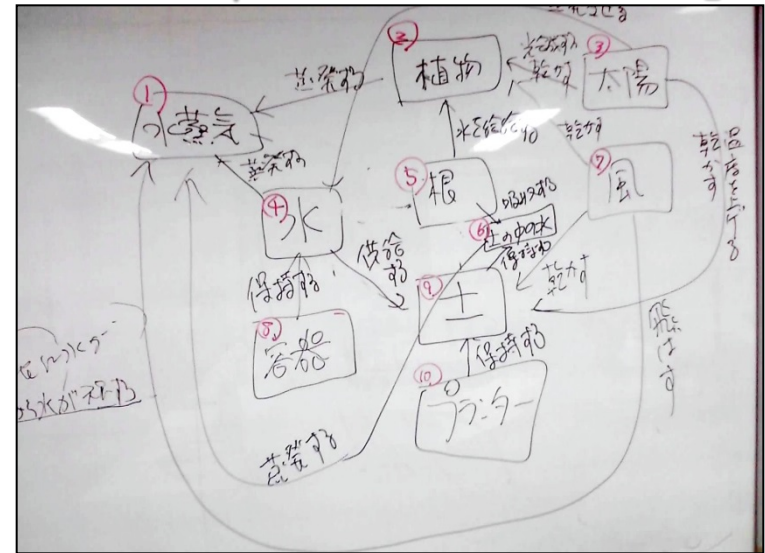 ①
水蒸気
②
植物
③
太陽
④
水
⑤
根
⑥
土の中の水
⑦
風
⑧
容器
⑨
土
⑩
プランター
蒸発する
蒸発する
蒸発する
水を給給する
吸収する
保持する
保持する
保持する
供給
する
乾かす
乾かす
乾かす
乾かす
温度を上げる
飛ばす